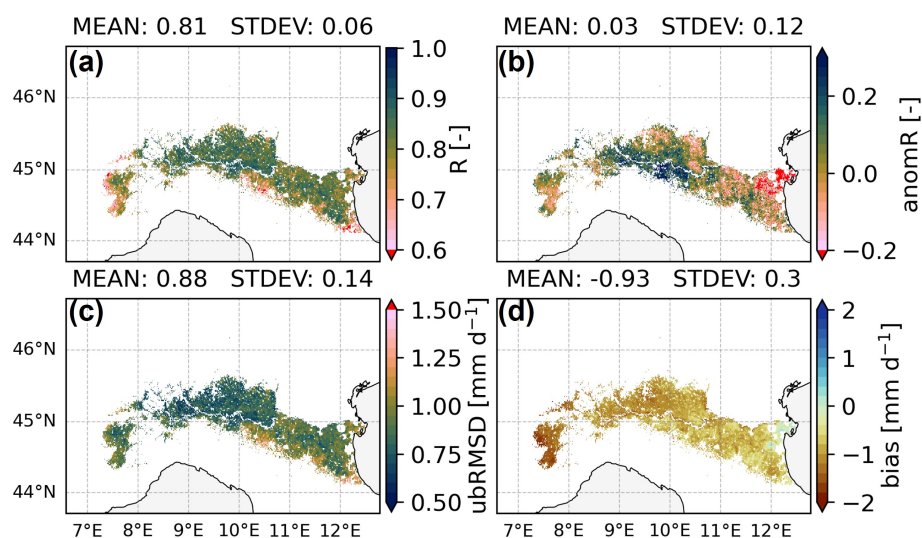 MEAN: 0.81 STDEV: 0.06
MEAN: 0.03 STDEV: 0.12
(a)
46°N
45°N
44°N
1.0
0.9
0.8
0.7
0.6
R [-]
(b)
0.2
0.0
−0.2
anomR [-]
MEAN: 0.88 STDEV: 0.14
MEAN: -0.93 STDEV: 0.3
(c)
46°N
45°N
44°N
1.50
1.25
1.00
0.75
0.50
ubRMSD [mm d⁻¹]
(d)
2
1
0
−1
−2
bias [mm d⁻¹]
7°E 8°E 9°E 10°E 11°E 12°E
7°E 8°E 9°E 10°E 11°E 12°E